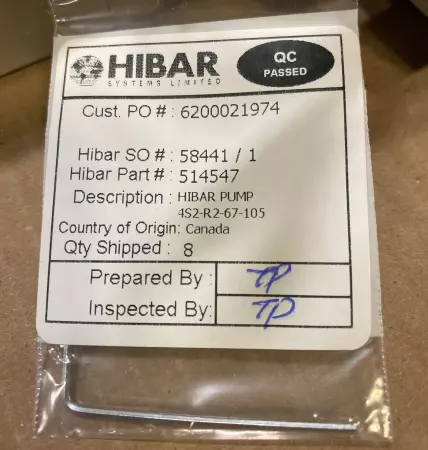 HIBAR
SYSTEMS LIMITED
QC
PASSED
Cust. PO # : 6200021974
Hibar SO # : 58441 / 1
Hibar Part # : 514547
Description : HIBAR PUMP
4S2-R2-67-105
Country of Origin: Canada
Qty Shipped : 8
Prepared By : TP
Inspected By: TP